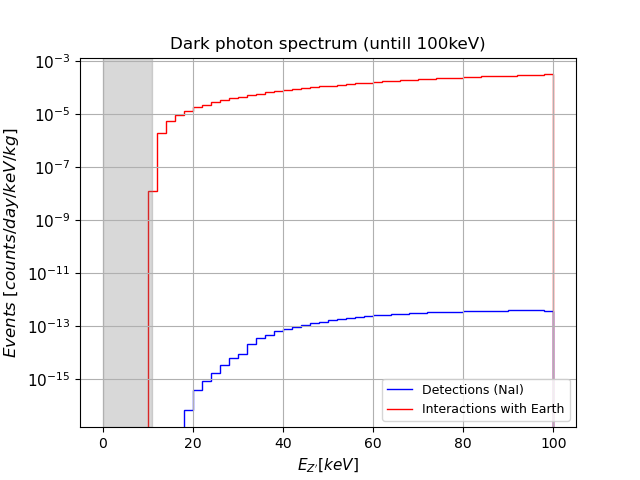 Dark photon spectrum (untill 100keV)
10⁻³
10⁻⁵
10⁻⁷
10⁻⁹
10⁻¹¹
10⁻¹³
10⁻¹⁵
Events [counts/day/keV/kg]
Detections (NaI)
Interactions with Earth
0 20 40 60 80 100
E_{Z'}[keV]